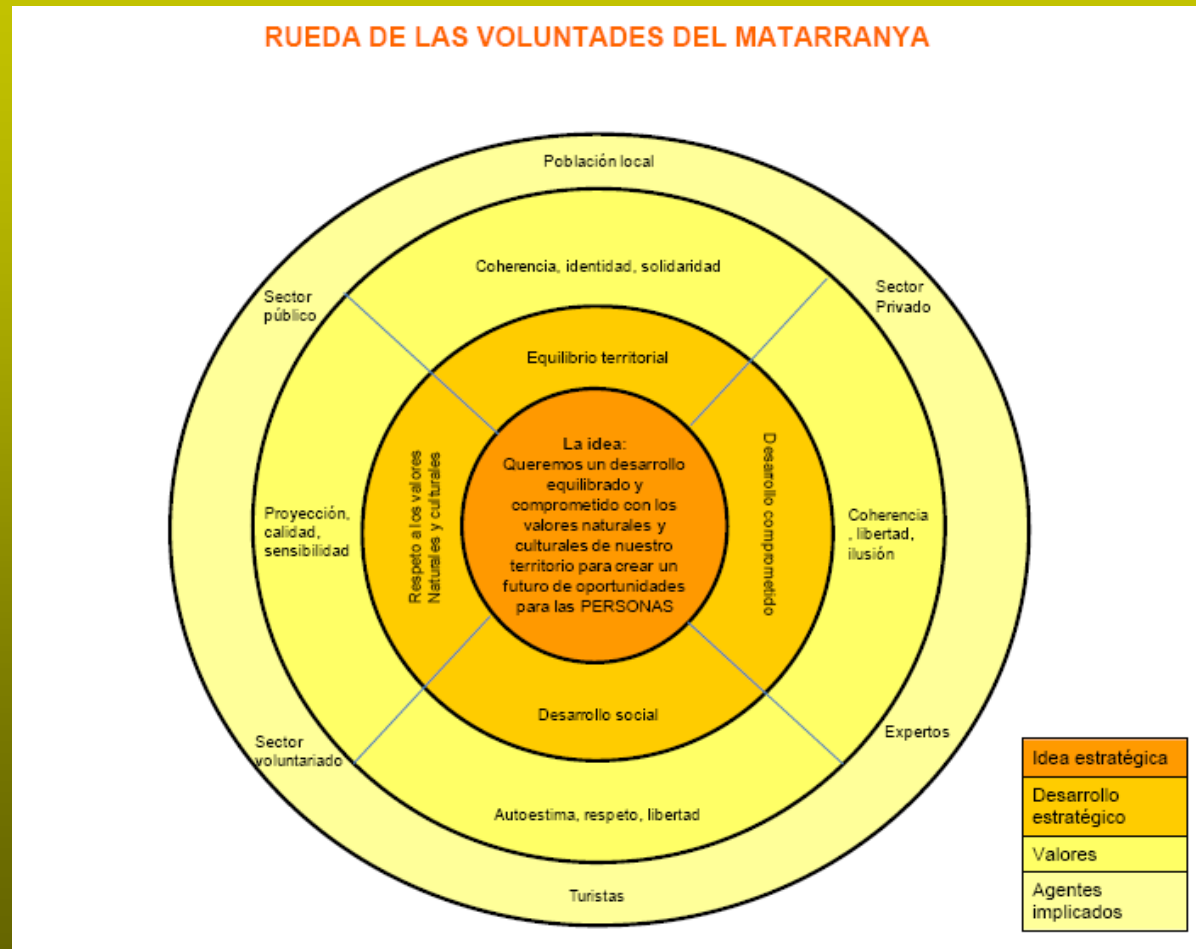 RUEDA DE LAS VOLUNTADES DEL MATARRANYA
Población local
Coherencia, identidad, solidaridad
Sector
público
Sector
Privado
Equilibrio territorial
La idea:
Queremos un desarrollo
equilibrado y
comprometido con los
valores naturales y
culturales de nuestro
territorio para crear un
futuro de oportunidades
para las PERSONAS
Respeto a los valores
Naturales y culturales
Desarrollo comprometido
Proyección,
calidad,
sensibilidad
Coherencia
, libertad,
ilusión
Desarrollo social
Sector
voluntariado
Expertos
Autoestima, respeto, libertad
Turistas
Idea estratégica
Desarrollo
estratégico
Valores
Agentes
implicados